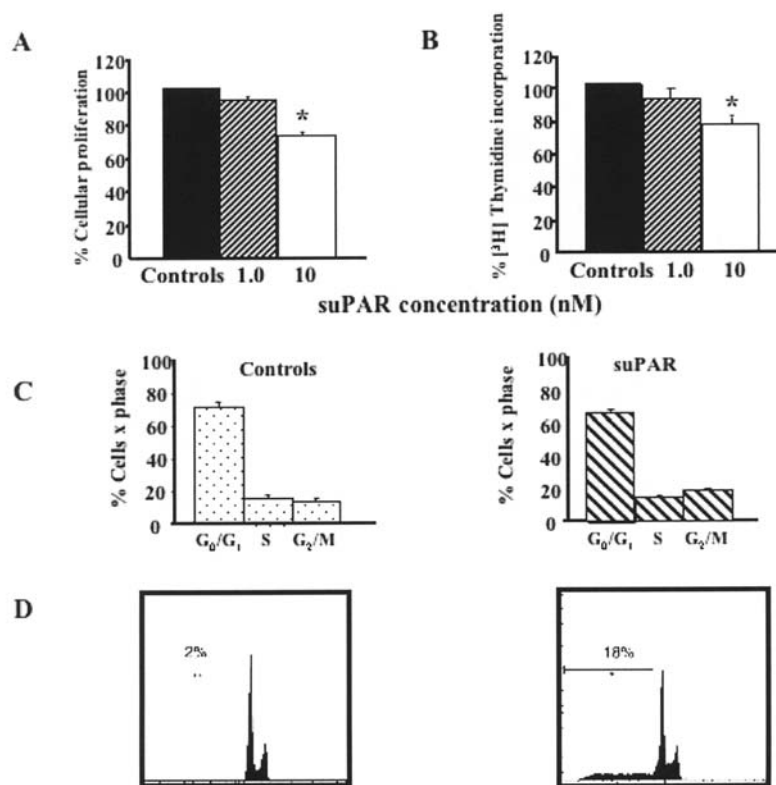 A
% Cellular proliferation
120
100
80
60
40
20
0
*
Controls 1.0 10
B
% [³H] Thymidine incorporation
120
100
80
60
40
20
0
*
Controls 1.0 10
suPAR concentration (nM)
C
% Cells x phase
100
80
60
40
20
0
Controls
G₀/G₁ S G₂/M
% Cells x phase
100
80
60
40
20
0
suPAR
G₀/G₁ S G₂/M
D
2%
18%